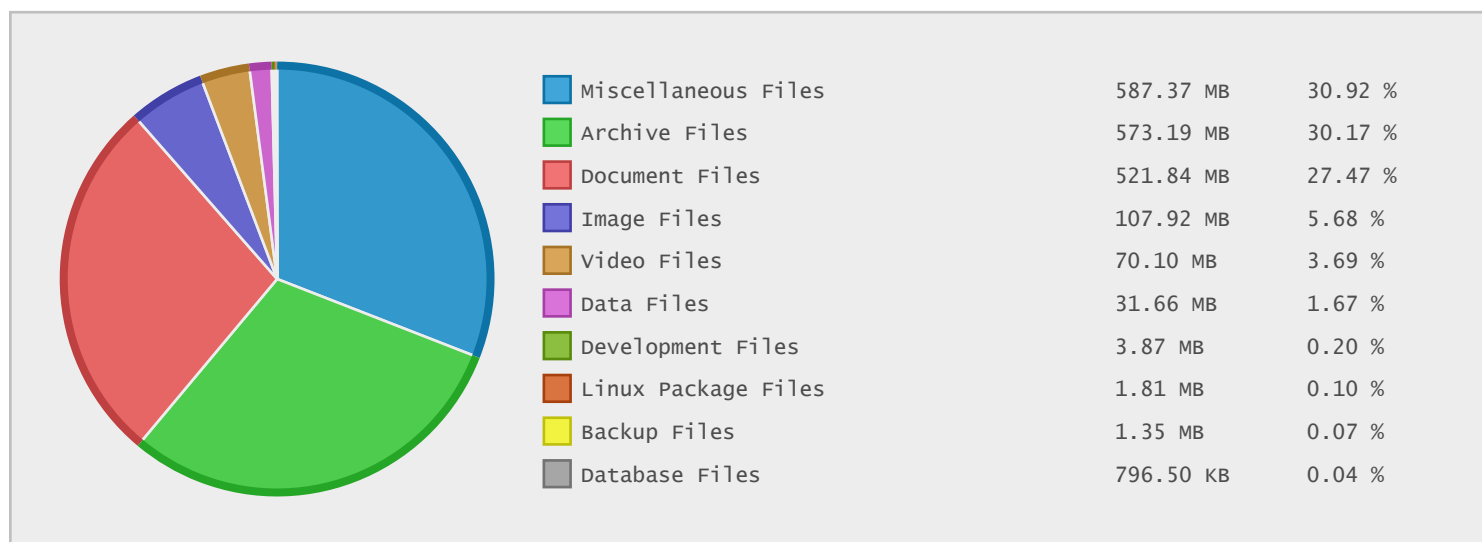 Miscellaneous Files 587.37 MB 30.92 %
Archive Files 573.19 MB 30.17 %
Document Files 521.84 MB 27.47 %
Image Files 107.92 MB 5.68 %
Video Files 70.10 MB 3.69 %
Data Files 31.66 MB 1.67 %
Development Files 3.87 MB 0.20 %
Linux Package Files 1.81 MB 0.10 %
Backup Files 1.35 MB 0.07 %
Database Files 796.50 KB 0.04 %